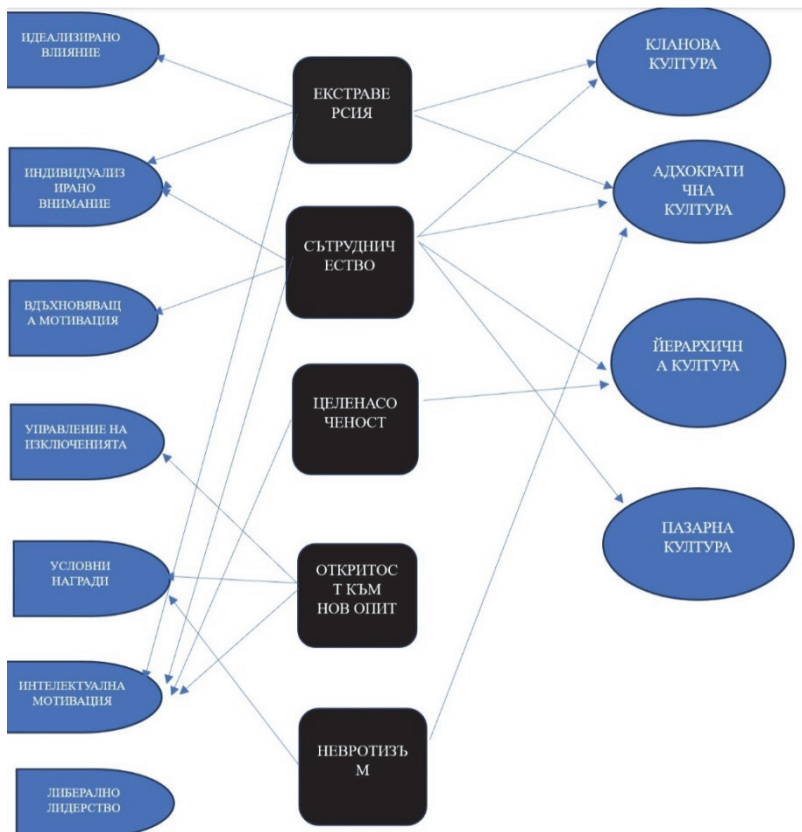 ИДЕАЛИЗИРАНО
ВЛИЯНИЕ
ИНДИВИДУАЛИЗ
ИРАНО
ВНИМАНИЕ
ВДЪХНОВЯВАЩ
А МОТИВАЦИЯ
УПРАВЛЕНИЕ НА
ИЗКЛЮЧЕНИЯТА
УСЛОВНИ
НАГРАДИ
ИНТЕЛЕКТУАЛНА
МОТИВАЦИЯ
ЛИБЕРАЛНО
ЛИДЕРСТВО
ЕКСТРАВЕ
РСИЯ
СЪТРУДНИЧ
ЕСТВО
ЦЕЛЕНАСО
ЧЕНОСТ
ОТКРИТОС
Т КЪМ
НОВ ОПИТ
НЕВРОТИЗЪ
М
КЛАНОВА
КУЛТУРА
АДХОКРАТИ
ЧНА
КУЛТУРА
ЙЕРАРХИЧН
А КУЛТУРА
ПАЗАРНА
КУЛТУРА